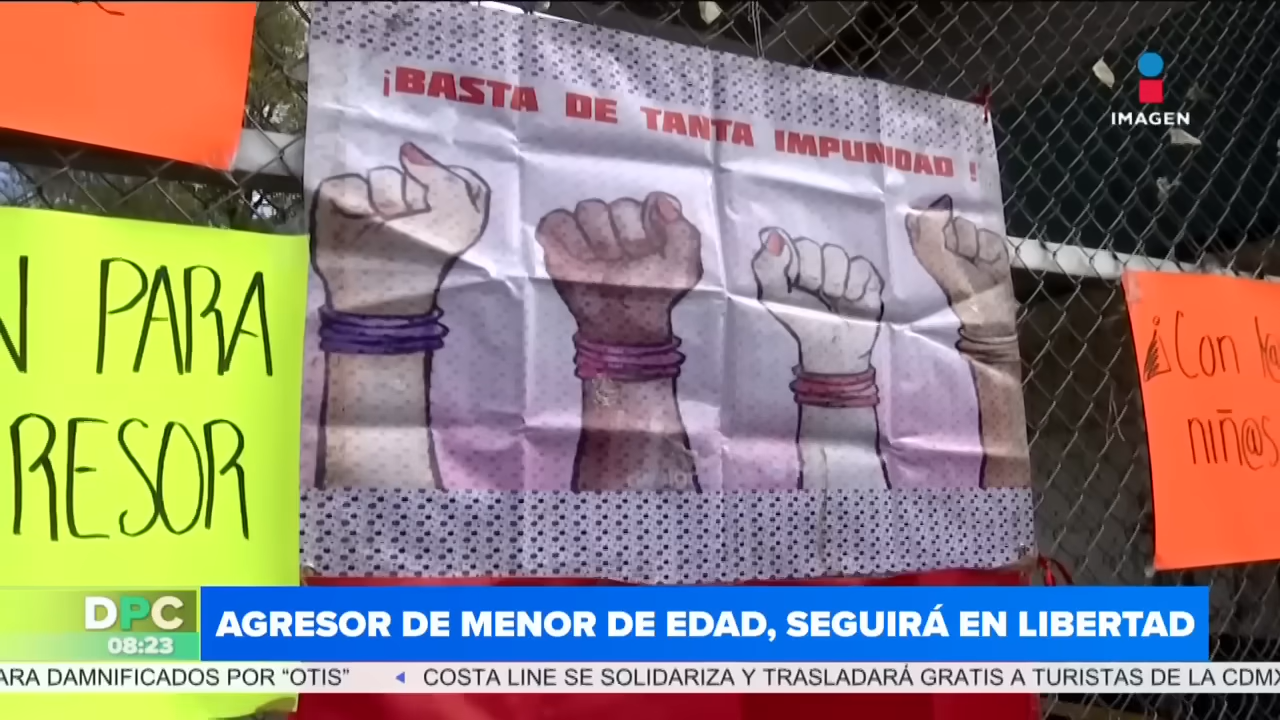 ¡BASTA DE TANTA IMPUNIDAD !
IMAGEN
PARA
RESOR
¡Con
niñ@s
DPC
08:23
AGRESOR DE MENOR DE EDAD, SEGUIRÁ EN LIBERTAD
ARA DAMNIFICADOS POR “OTIS”
COSTA LINE SE SOLIDARIZA Y TRASLADARÁ GRATIS A TURISTAS DE LA CDMX